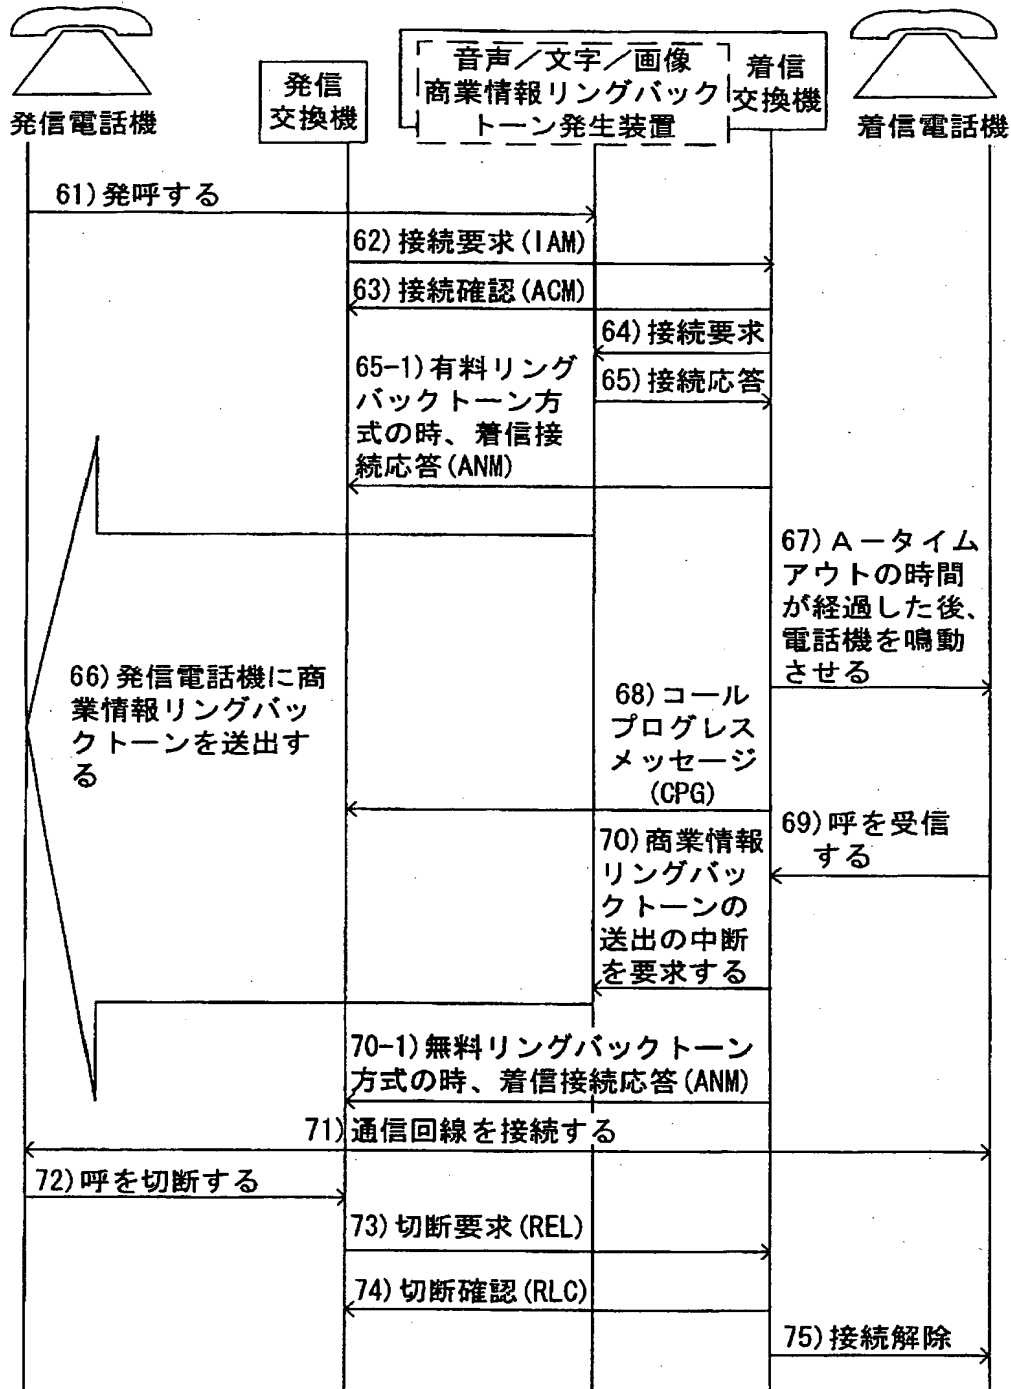 発信電話機
発信
交換機
音声／文字／画像
商業情報リングバック
トーン発生装置
着信
交換機
着信電話機
61)発呼する
62)接続要求(IAM)
63)接続確認(ACM)
64)接続要求
65)接続応答
65-1)有料リング
バックトーン方
式の時、着信接
続応答(ANM)
66)発信電話機に商
業情報リングバッ
クトーンを送出す
る
67)A－タイム
アウトの時間
が経過した後、
電話機を鳴動
させる
68)コール
プログレス
メッセージ
(CPG)
69)呼を受信
する
70)商業情報
リングバッ
クトーンの
送出の中断
を要求する
70-1)無料リングバックトーン
方式の時、着信接続応答(ANM)
71)通信回線を接続する
72)呼を切断する
73)切断要求(REL)
74)切断確認(RLC)
75)接続解除